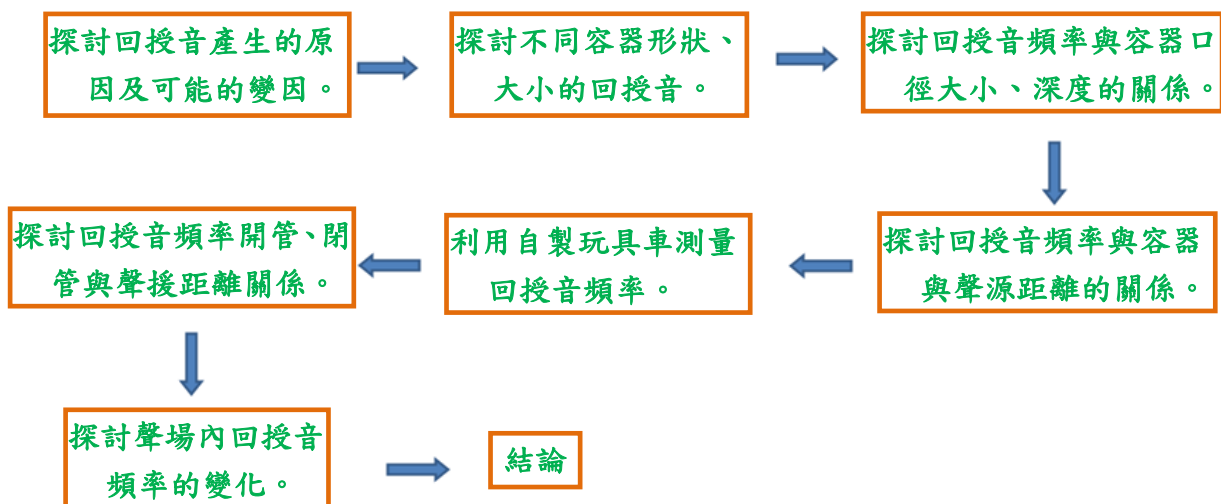 探討回授音產生的原
因及可能的變因。
探討不同容器形狀、
大小的回授音。
探討回授音頻率與容器口
徑大小、深度的關係。
探討回授音頻率與容器
與聲源距離的關係。
利用自製玩具車測量
回授音頻率。
探討回授音頻率開管、閉
管與聲援距離關係。
探討聲場內回授音
頻率的變化。
結論